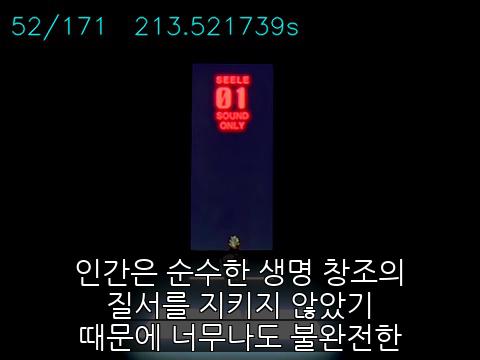 52/171 213.521739s
SEELE
01
SOUND
ONLY
인간은 순수한 생명 창조의
질서를 지키지 않았기
때문에 너무나도 불완전한